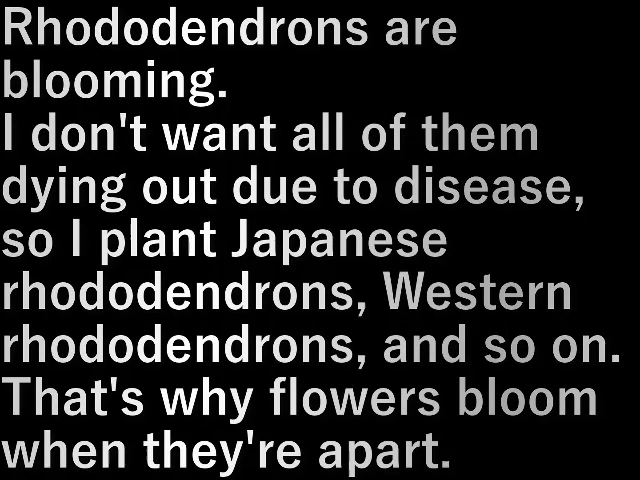 Rhododendrons are
blooming.
I don't want all of them
dying out due to disease,
so I plant Japanese
rhododendrons, Western
rhododendrons, and so on.
That's why flowers bloom
when they're apart.